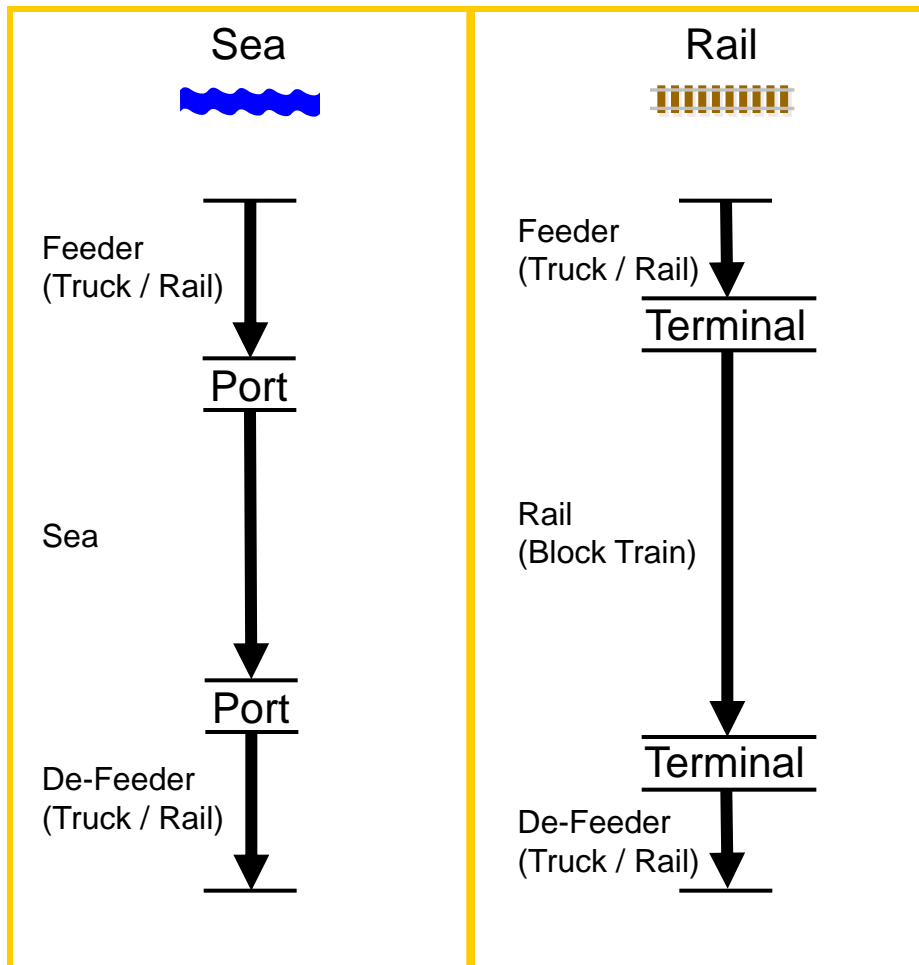 Sea
Feeder
(Truck / Rail)
Port
Sea
Port
De-Feeder
(Truck / Rail)
Rail
Feeder
(Truck / Rail)
Terminal
Rail
(Block Train)
Terminal
De-Feeder
(Truck / Rail)